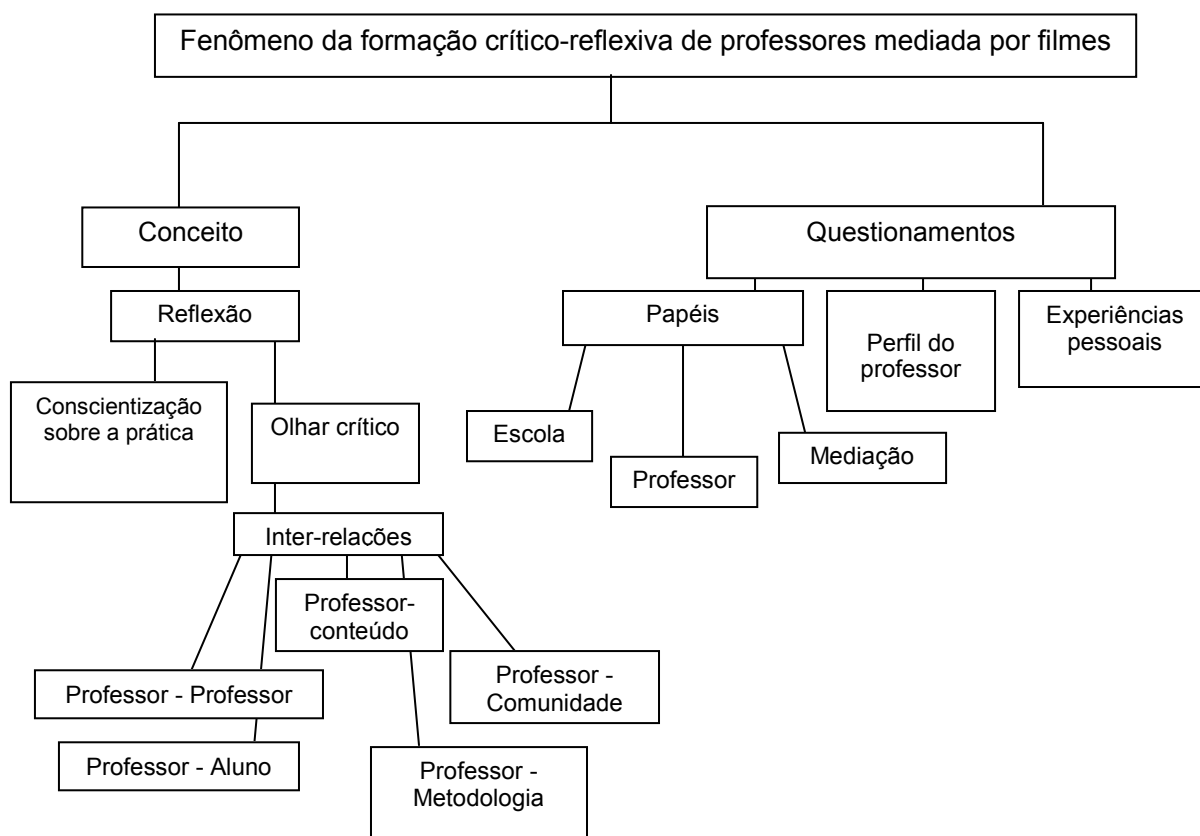 Fenômeno da formação crítico-reflexiva de professores mediada por filmes
Conceito
Questionamentos
Reflexão
Papéis
Perfil do
professor
Experiências
pessoais
Conscientização
sobre a prática
Olhar crítico
Escola
Professor
Mediação
Inter-relacões
Professor-
conteúdo
Professor - Professor
Professor -
Comunidade
Professor - Aluno
Professor -
Metodologia